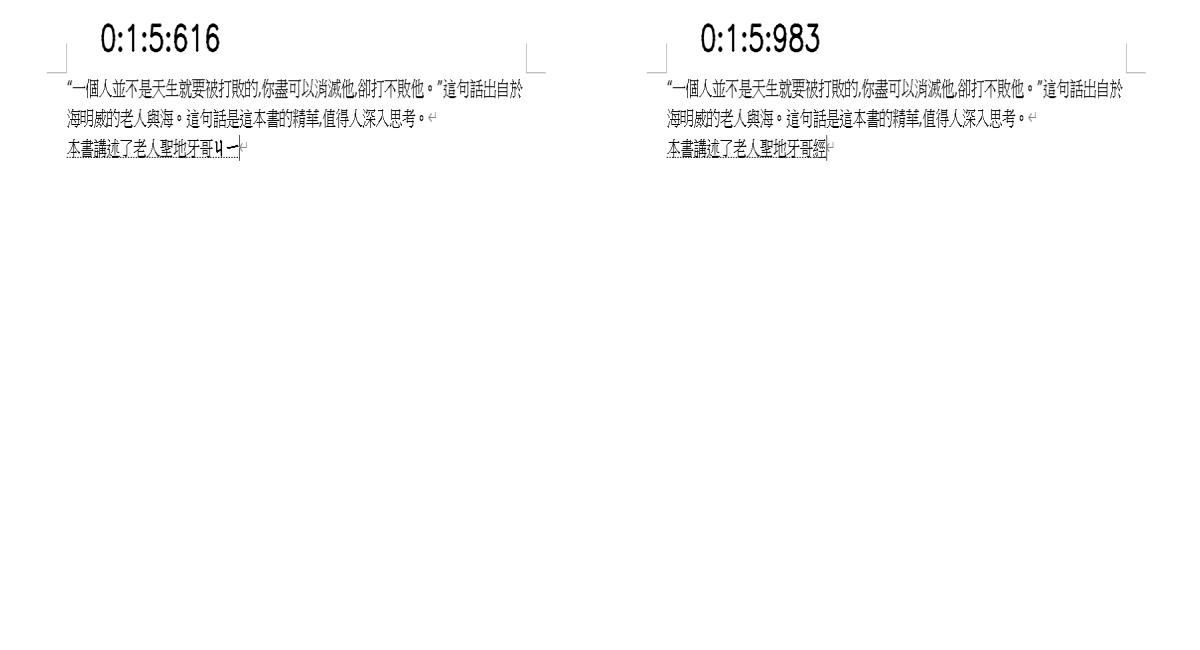 0:1:5:616
“一個人並不是天生就要被打敗的,你盡可以消滅他,卻打不敗他。”這句話出自於
海明威的老人與海。這句話是這本書的精華,值得人深入思考。
本書講述了老人聖地牙哥ㄐㄧ
0:1:5:983
“一個人並不是天生就要被打敗的,你盡可以消滅他,卻打不敗他。”這句話出自於
海明威的老人與海。這句話是這本書的精華,值得人深入思考。
本書講述了老人聖地牙哥經